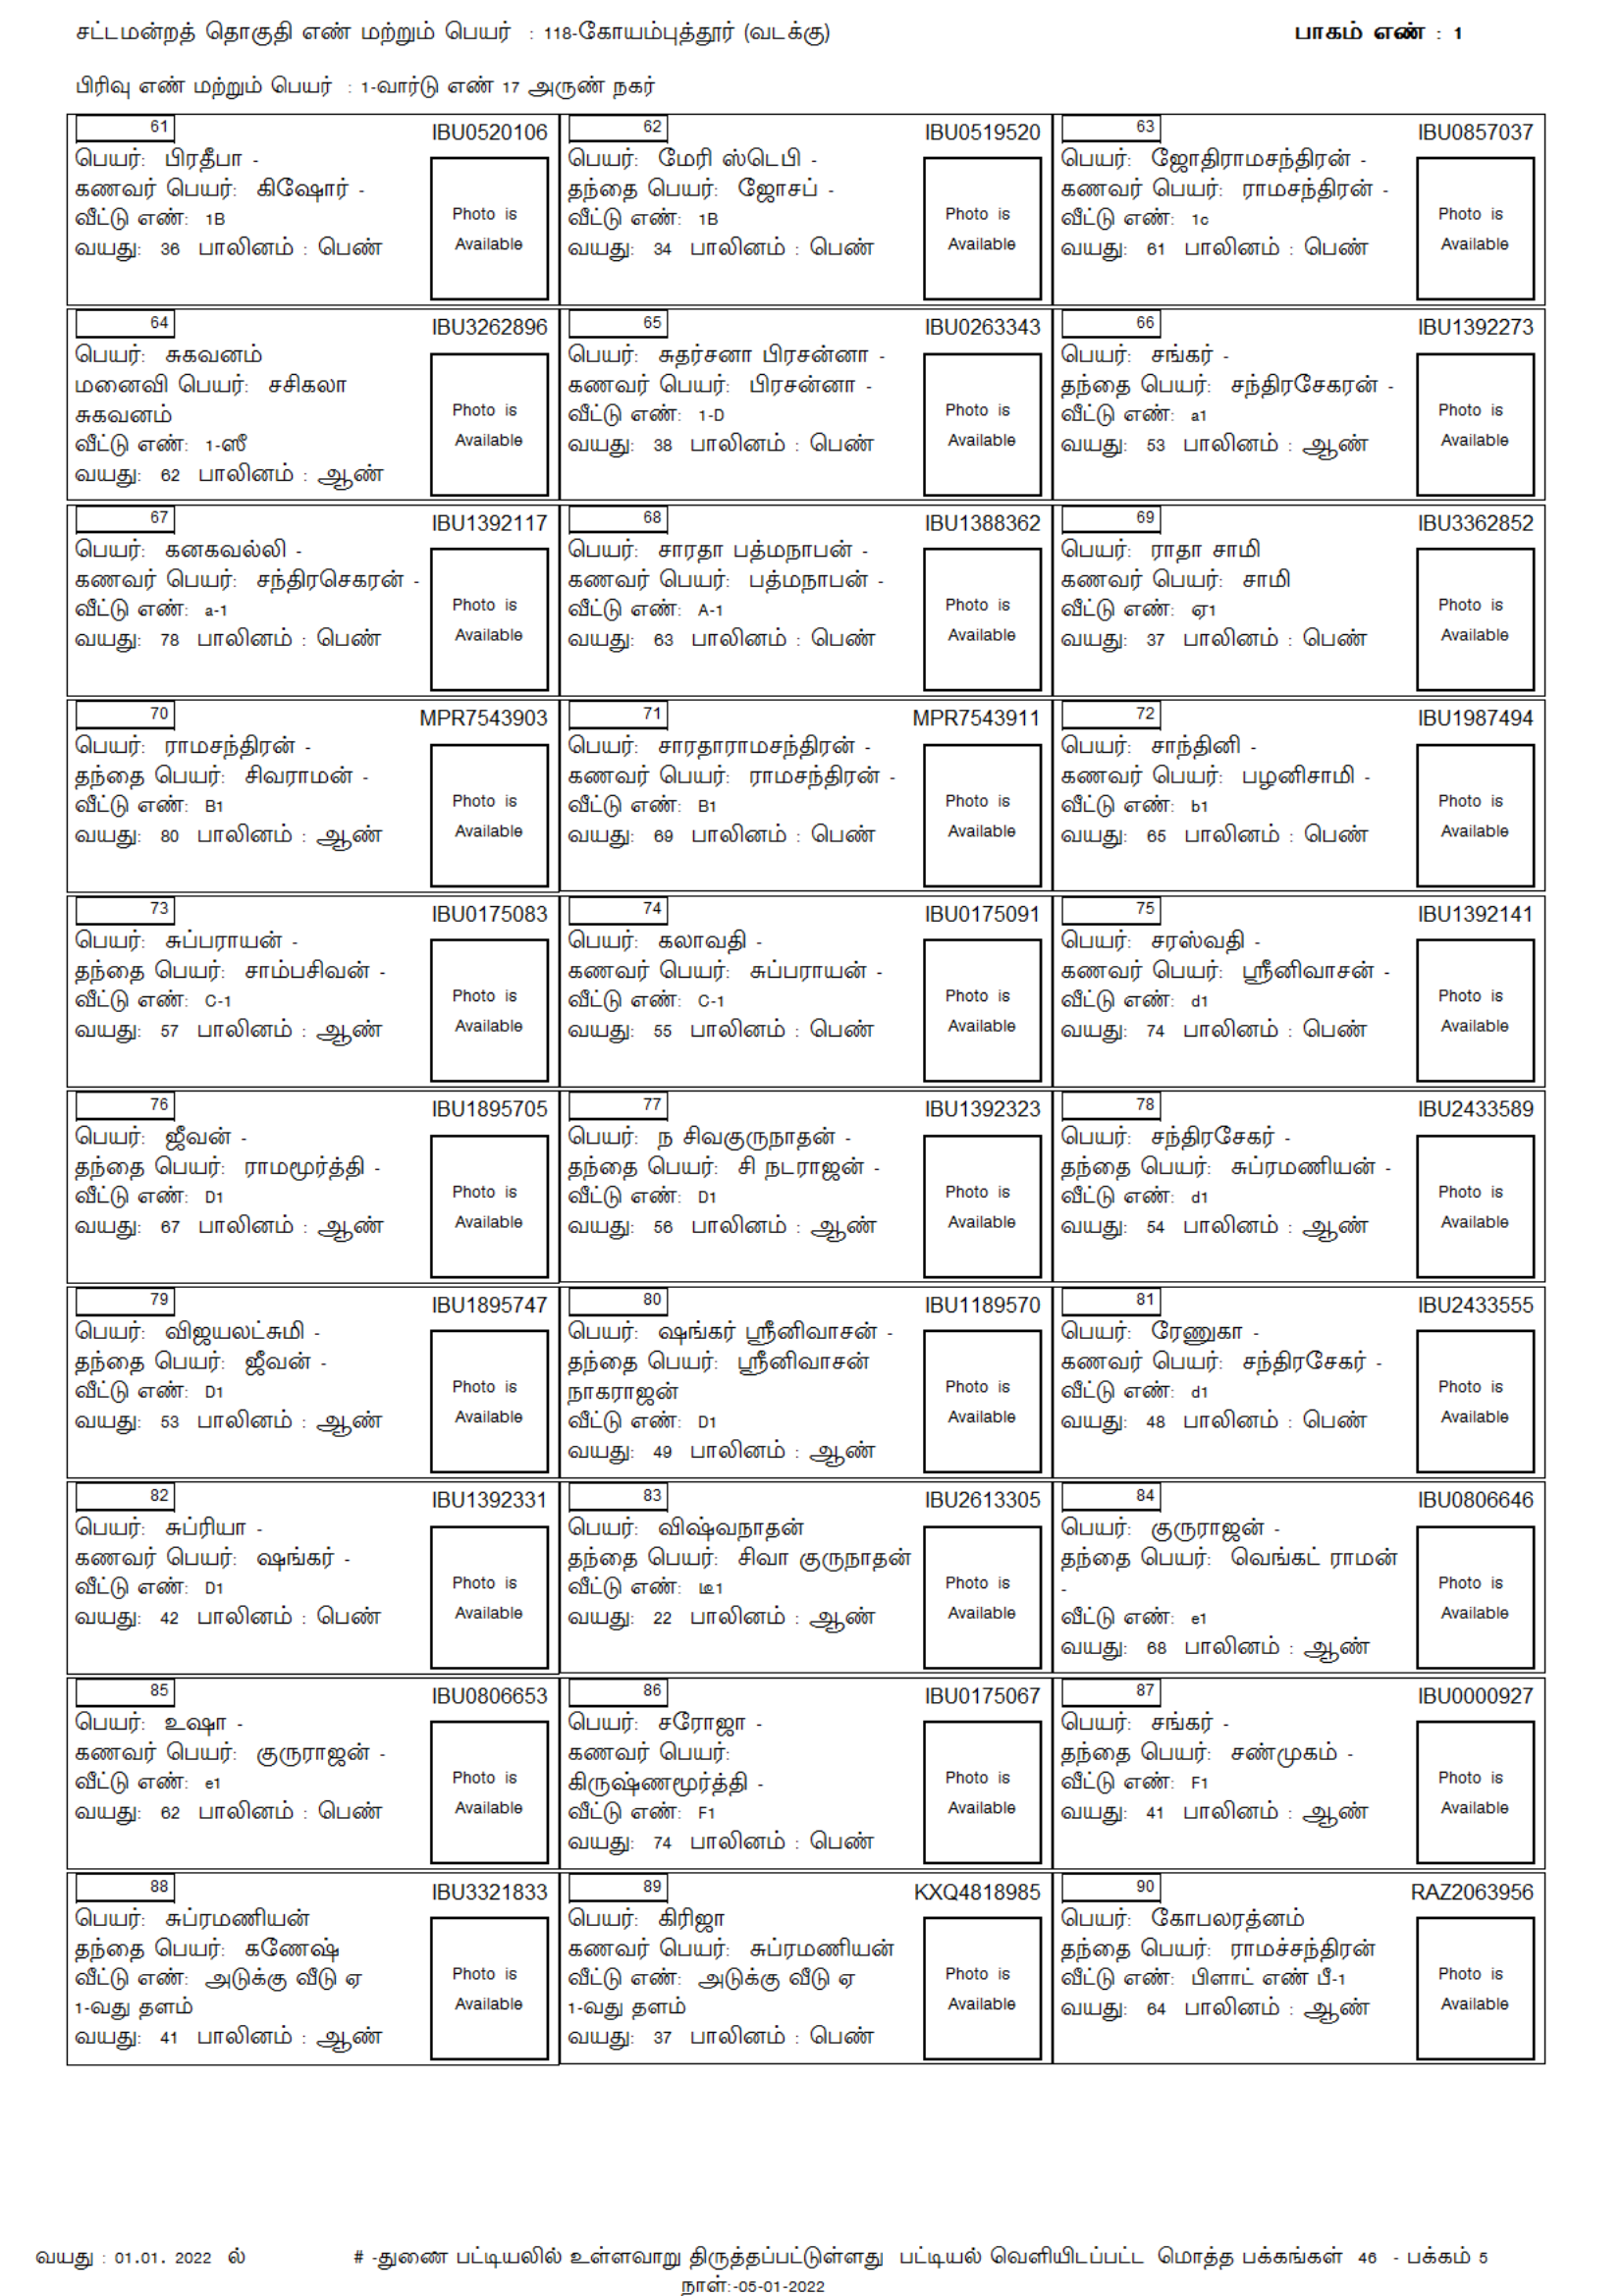 சட்டமன்றத் தொகுதி எண் மற்றும் பெயர் : 118-கோயம்புத்தூர் (வடக்கு)
பாகம் எண் : 1
பிரிவு எண் மற்றும் பெயர் : 1-வார்டு எண் 17 அருண் நகர்
61
IBU0520106
பெயர்: பிரதீபா -
கணவர் பெயர்: கிஷோர் -
வீட்டு எண்: 1B
வயது: 36 பாலினம் : பெண்
Photo is
Available
62
IBU0519520
பெயர்: மேரி ஸ்டெபி -
தந்தை பெயர்: ஜோசப் -
வீட்டு எண்: 1B
வயது: 34 பாலினம் : பெண்
Photo is
Available
63
IBU0857037
பெயர்: ஜோதிராமசந்திரன் -
கணவர் பெயர்: ராமசந்திரன் -
வீட்டு எண்: 1c
வயது: 61 பாலினம் : பெண்
Photo is
Available
64
IBU3262896
பெயர்: சுகவனம்
மனைவி பெயர்: சசிகலா
சுகவனம்
வீட்டு எண்: 1-ஸீ
வயது: 62 பாலினம் : ஆண்
Photo is
Available
65
IBU0263343
பெயர்: சுதர்சனா பிரசன்னா -
கணவர் பெயர்: பிரசன்னா -
வீட்டு எண்: 1-D
வயது: 38 பாலினம் : பெண்
Photo is
Available
66
IBU1392273
பெயர்: சங்கர் -
தந்தை பெயர்: சந்திரசேகரன் -
வீட்டு எண்: a1
வயது: 53 பாலினம் : ஆண்
Photo is
Available
67
IBU1392117
பெயர்: கனகவல்லி -
கணவர் பெயர்: சந்திரசெகரன் -
வீட்டு எண்: a-1
வயது: 78 பாலினம் : பெண்
Photo is
Available
68
IBU1388362
பெயர்: சாரதா பத்மநாபன் -
கணவர் பெயர்: பத்மநாபன் -
வீட்டு எண்: A-1
வயது: 63 பாலினம் : பெண்
Photo is
Available
69
IBU3362852
பெயர்: ராதா சாமி
கணவர் பெயர்: சாமி
வீட்டு எண்: ஏ1
வயது: 37 பாலினம் : பெண்
Photo is
Available
70
MPR7543903
பெயர்: ராமசந்திரன் -
தந்தை பெயர்: சிவராமன் -
வீட்டு எண்: B1
வயது: 80 பாலினம் : ஆண்
Photo is
Available
71
MPR7543911
பெயர்: சாரதாராமசந்திரன் -
கணவர் பெயர்: ராமசந்திரன் -
வீட்டு எண்: B1
வயது: 69 பாலினம் : பெண்
Photo is
Available
72
IBU1987494
பெயர்: சாந்தினி -
கணவர் பெயர்: பழனிசாமி -
வீட்டு எண்: b1
வயது: 65 பாலினம் : பெண்
Photo is
Available
73
IBU0175083
பெயர்: சுப்பராயன் -
தந்தை பெயர்: சாம்பசிவன் -
வீட்டு எண்: C-1
வயது: 57 பாலினம் : ஆண்
Photo is
Available
74
IBU0175091
பெயர்: கலாவதி -
கணவர் பெயர்: சுப்பராயன் -
வீட்டு எண்: C-1
வயது: 55 பாலினம் : பெண்
Photo is
Available
75
IBU1392141
பெயர்: சரஸ்வதி -
கணவர் பெயர்: ஸ்ரீனிவாசன் -
வீட்டு எண்: d1
வயது: 74 பாலினம் : பெண்
Photo is
Available
76
IBU1895705
பெயர்: ஜீவன் -
தந்தை பெயர்: ராமமூர்த்தி -
வீட்டு எண்: D1
வயது: 67 பாலினம் : ஆண்
Photo is
Available
77
IBU1392323
பெயர்: ந சிவகுருநாதன் -
தந்தை பெயர்: சி நடராஜன் -
வீட்டு எண்: D1
வயது: 56 பாலினம் : ஆண்
Photo is
Available
78
IBU2433589
பெயர்: சந்திரசேகர் -
தந்தை பெயர்: சுப்ரமணியன் -
வீட்டு எண்: d1
வயது: 54 பாலினம் : ஆண்
Photo is
Available
79
IBU1895747
பெயர்: விஜயலட்சுமி -
தந்தை பெயர்: ஜீவன் -
வீட்டு எண்: D1
வயது: 53 பாலினம் : ஆண்
Photo is
Available
80
IBU1189570
பெயர்: ஷங்கர் ஸ்ரீனிவாசன் -
தந்தை பெயர்: ஸ்ரீனிவாசன்
நாகராஜன்
வீட்டு எண்: D1
வயது: 49 பாலினம் : ஆண்
Photo is
Available
81
IBU2433555
பெயர்: ரேணுகா -
கணவர் பெயர்: சந்திரசேகர் -
வீட்டு எண்: d1
வயது: 48 பாலினம் : பெண்
Photo is
Available
82
IBU1392331
பெயர்: சுப்ரியா -
கணவர் பெயர்: ஷங்கர் -
வீட்டு எண்: D1
வயது: 42 பாலினம் : பெண்
Photo is
Available
83
IBU2613305
பெயர்: விஷ்வநாதன்
தந்தை பெயர்: சிவா குருநாதன்
வீட்டு எண்: டீ1
வயது: 22 பாலினம் : ஆண்
Photo is
Available
84
IBU0806646
பெயர்: குருராஜன் -
தந்தை பெயர்: வெங்கட் ராமன்
-
வீட்டு எண்: e1
வயது: 68 பாலினம் : ஆண்
Photo is
Available
85
IBU0806653
பெயர்: உஷா -
கணவர் பெயர்: குருராஜன் -
வீட்டு எண்: e1
வயது: 62 பாலினம் : பெண்
Photo is
Available
86
IBU0175067
பெயர்: சரோஜா -
கணவர் பெயர்:
கிருஷ்ணமூர்த்தி -
வீட்டு எண்: F1
வயது: 74 பாலினம் : பெண்
Photo is
Available
87
IBU0000927
பெயர்: சங்கர் -
தந்தை பெயர்: சண்முகம் -
வீட்டு எண்: F1
வயது: 41 பாலினம் : ஆண்
Photo is
Available
88
IBU3321833
பெயர்: சுப்ரமணியன்
தந்தை பெயர்: கணேஷ்
வீட்டு எண்: அடுக்கு வீடு ஏ
1-வது தளம்
வயது: 41 பாலினம் : ஆண்
Photo is
Available
89
KXQ4818985
பெயர்: கிரிஜா
கணவர் பெயர்: சுப்ரமணியன்
வீட்டு எண்: அடுக்கு வீடு ஏ
1-வது தளம்
வயது: 37 பாலினம் : பெண்
Photo is
Available
90
RAZ2063956
பெயர்: கோபலரத்னம்
தந்தை பெயர்: ராமச்சந்திரன்
வீட்டு எண்: பிளாட் எண் பீ-1
வயது: 64 பாலினம் : ஆண்
Photo is
Available
வயது : 01.01. 2022 ல்
# -துணை பட்டியலில் உள்ளவாறு திருத்தப்பட்டுள்ளது பட்டியல் வெளியிடப்பட்ட மொத்த பக்கங்கள் 46 - பக்கம் 5
நாள்:-05-01-2022